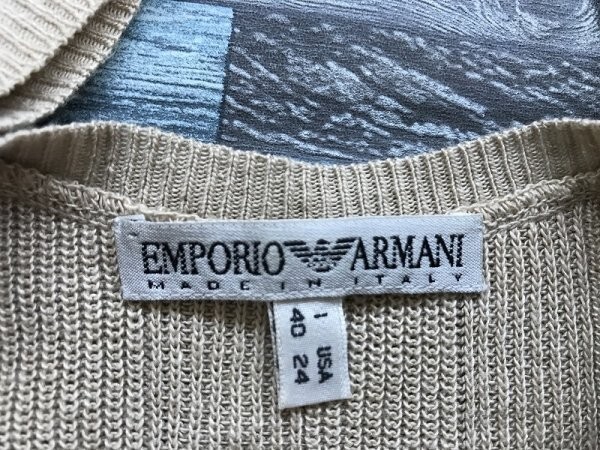 EMPORIO ARMANI
MADE IN ITALY
I 40
USA 24